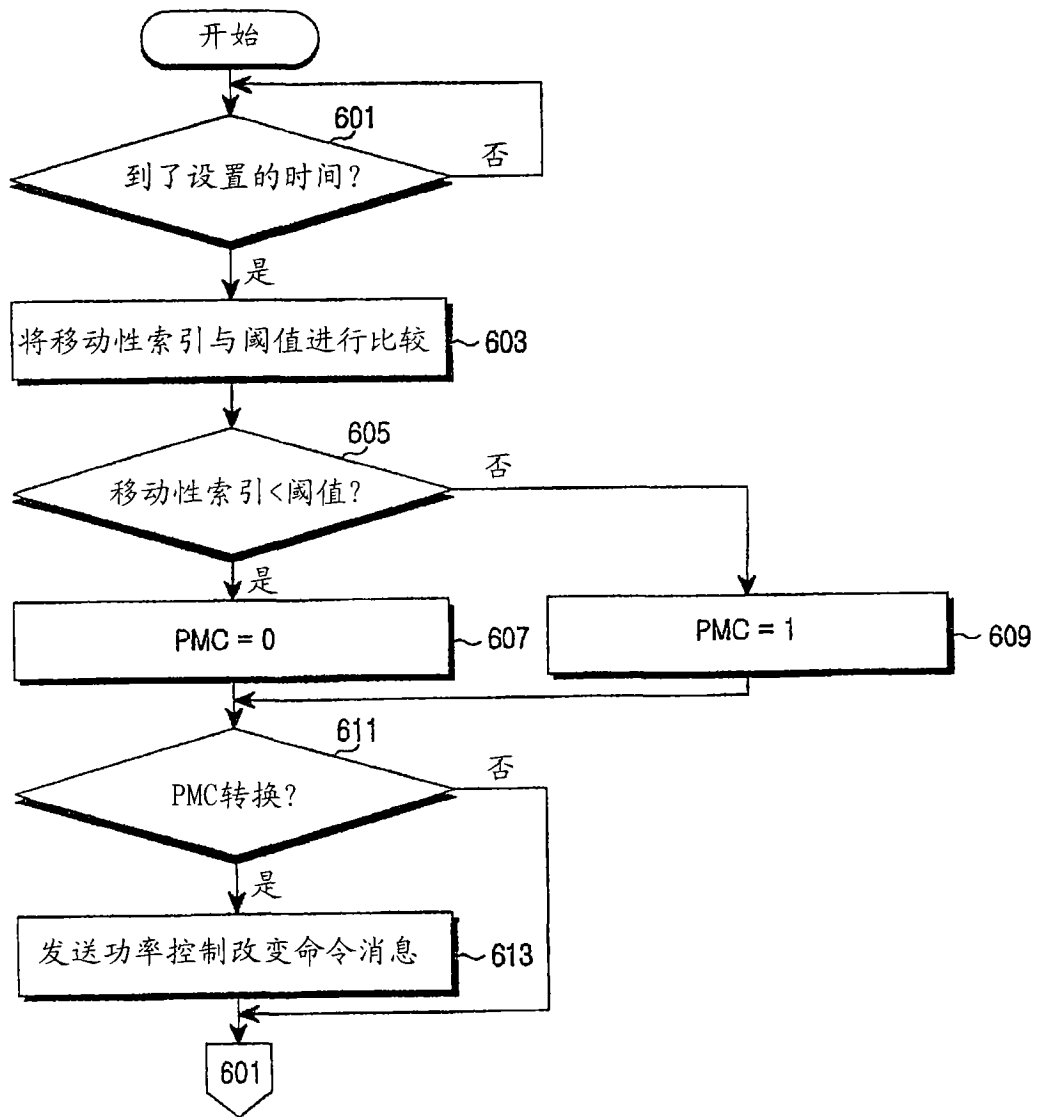 开始
601
到了设置的时间?
否
是
将移动性索引与阈值进行比较
603
605
移动性索引<阈值?
否
是
PMC = 0
607
PMC = 1
609
611
PMC转换?
否
是
发送功率控制改变命令消息
613
601